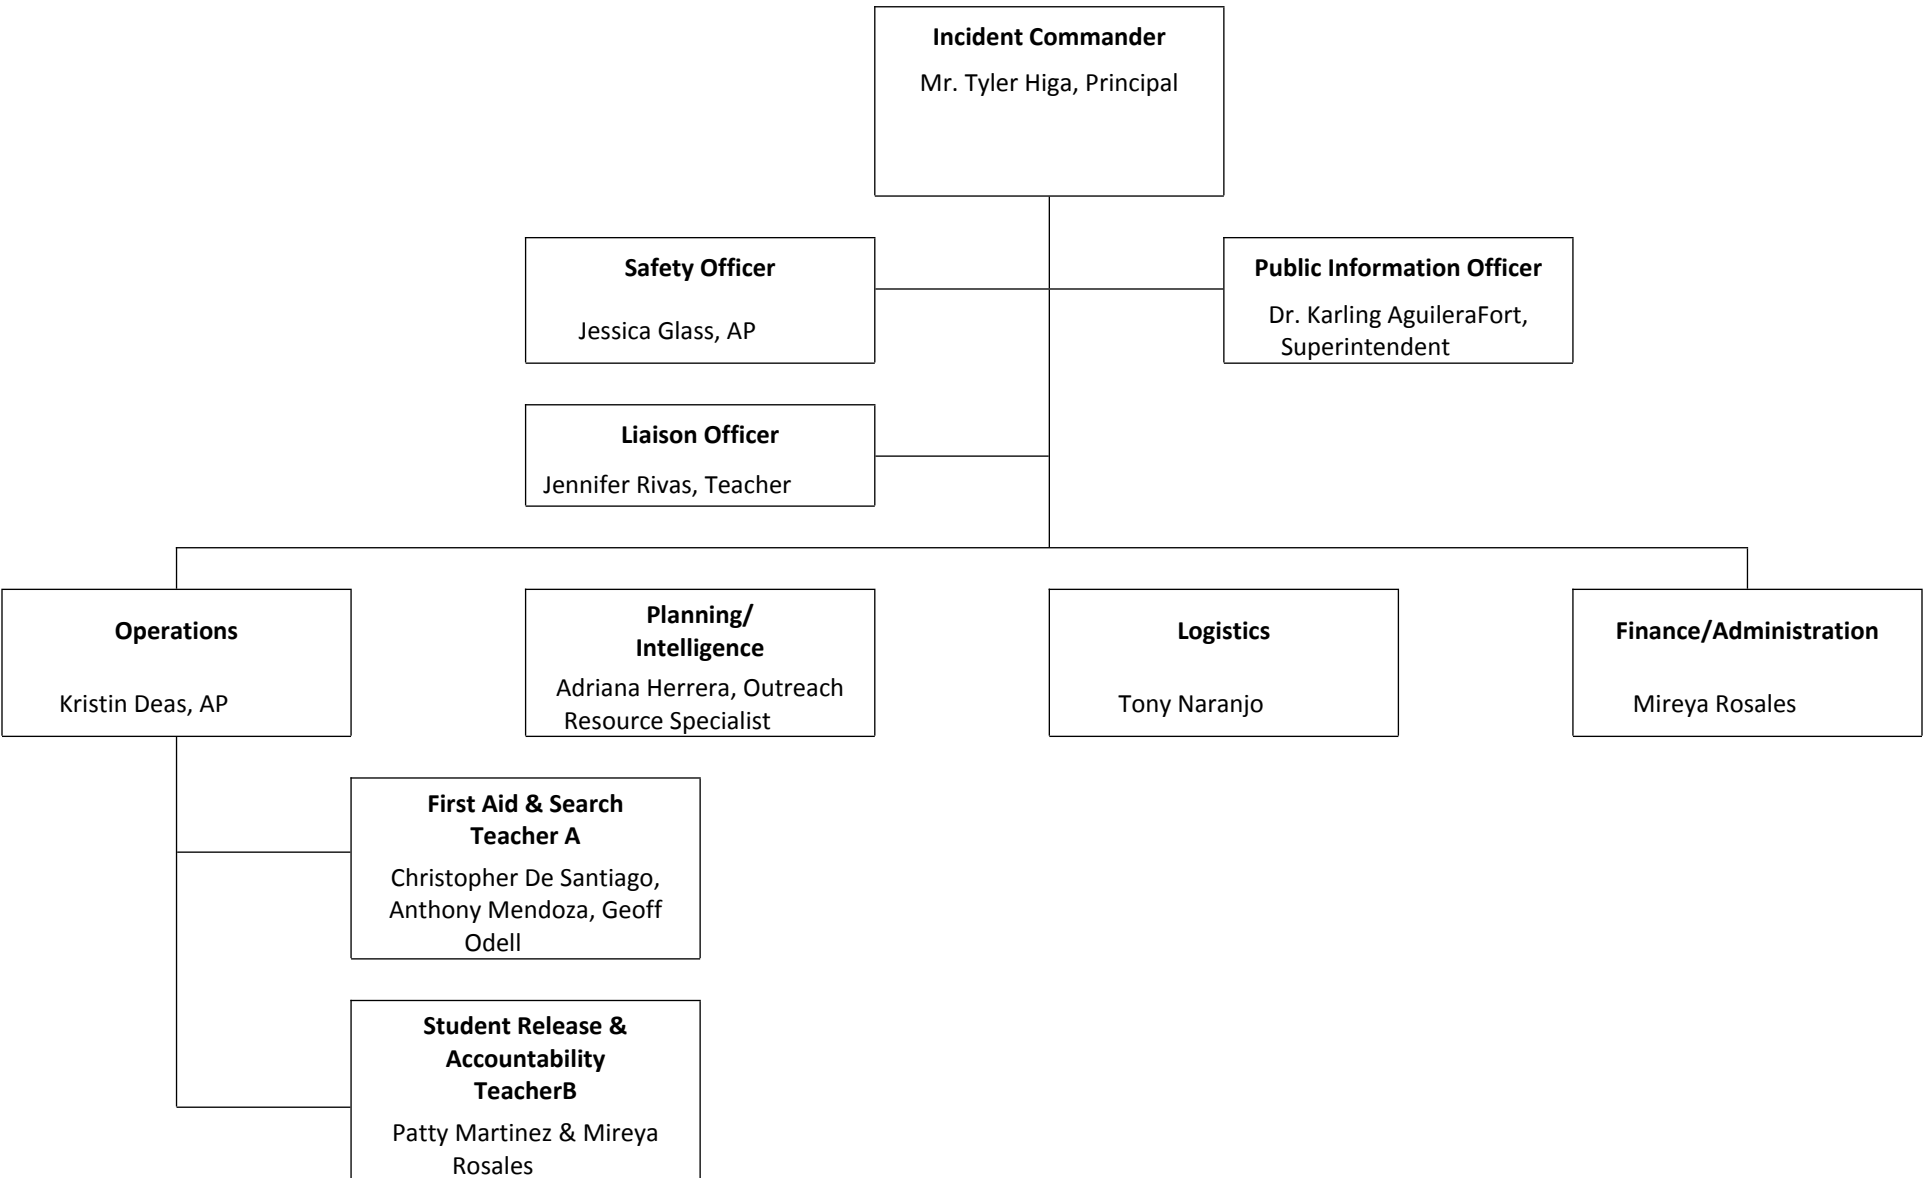 Incident Commander
Mr. Tyler Higa, Principal
Safety Officer
Jessica Glass, AP
Public Information Officer
Dr. Karling AguileraFort,
Superintendent
Liaison Officer
Jennifer Rivas, Teacher
Operations
Kristin Deas, AP
Planning/
Intelligence
Adriana Herrera, Outreach
Resource Specialist
Logistics
Tony Naranjo
Finance/Administration
Mireya Rosales
First Aid & Search
Teacher A
Christopher De Santiago,
Anthony Mendoza, Geoff
Odell
Student Release &
Accountability
TeacherB
Patty Martinez & Mireya
Rosales